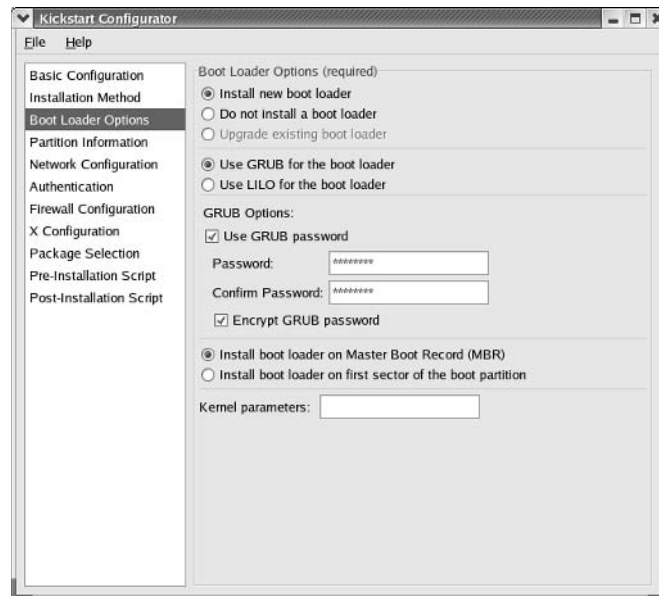 Kickstart Configurator
File Help
Basic Configuration
Installation Method
Boot Loader Options
Partition Information
Network Configuration
Authentication
Firewall Configuration
X Configuration
Package Selection
Pre-Installation Script
Post-Installation Script
Boot Loader Options (required)
Install new boot loader
Do not install a boot loader
Upgrade existing boot loader
Use GRUB for the boot loader
Use LILO for the boot loader
GRUB Options:
Use GRUB password
Password: ********
Confirm Password: ********
Encrypt GRUB password
Install boot loader on Master Boot Record (MBR)
Install boot loader on first sector of the boot partition
Kernel parameters: